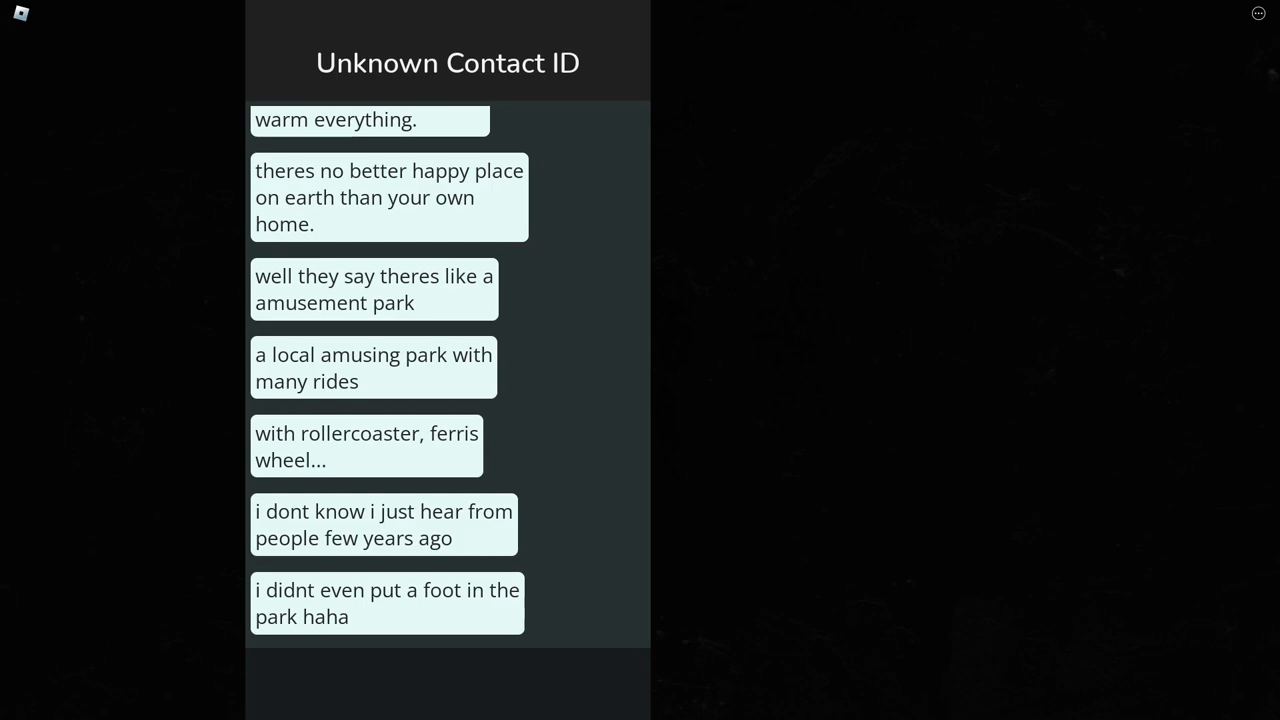 Unknown Contact ID
warm everything.
theres no better happy place
on earth than your own
home.
well they say theres like a
amusement park
a local amusing park with
many rides
with rollercoaster, ferris
wheel...
i dont know i just hear from
people few years ago
i didnt even put a foot in the
park haha